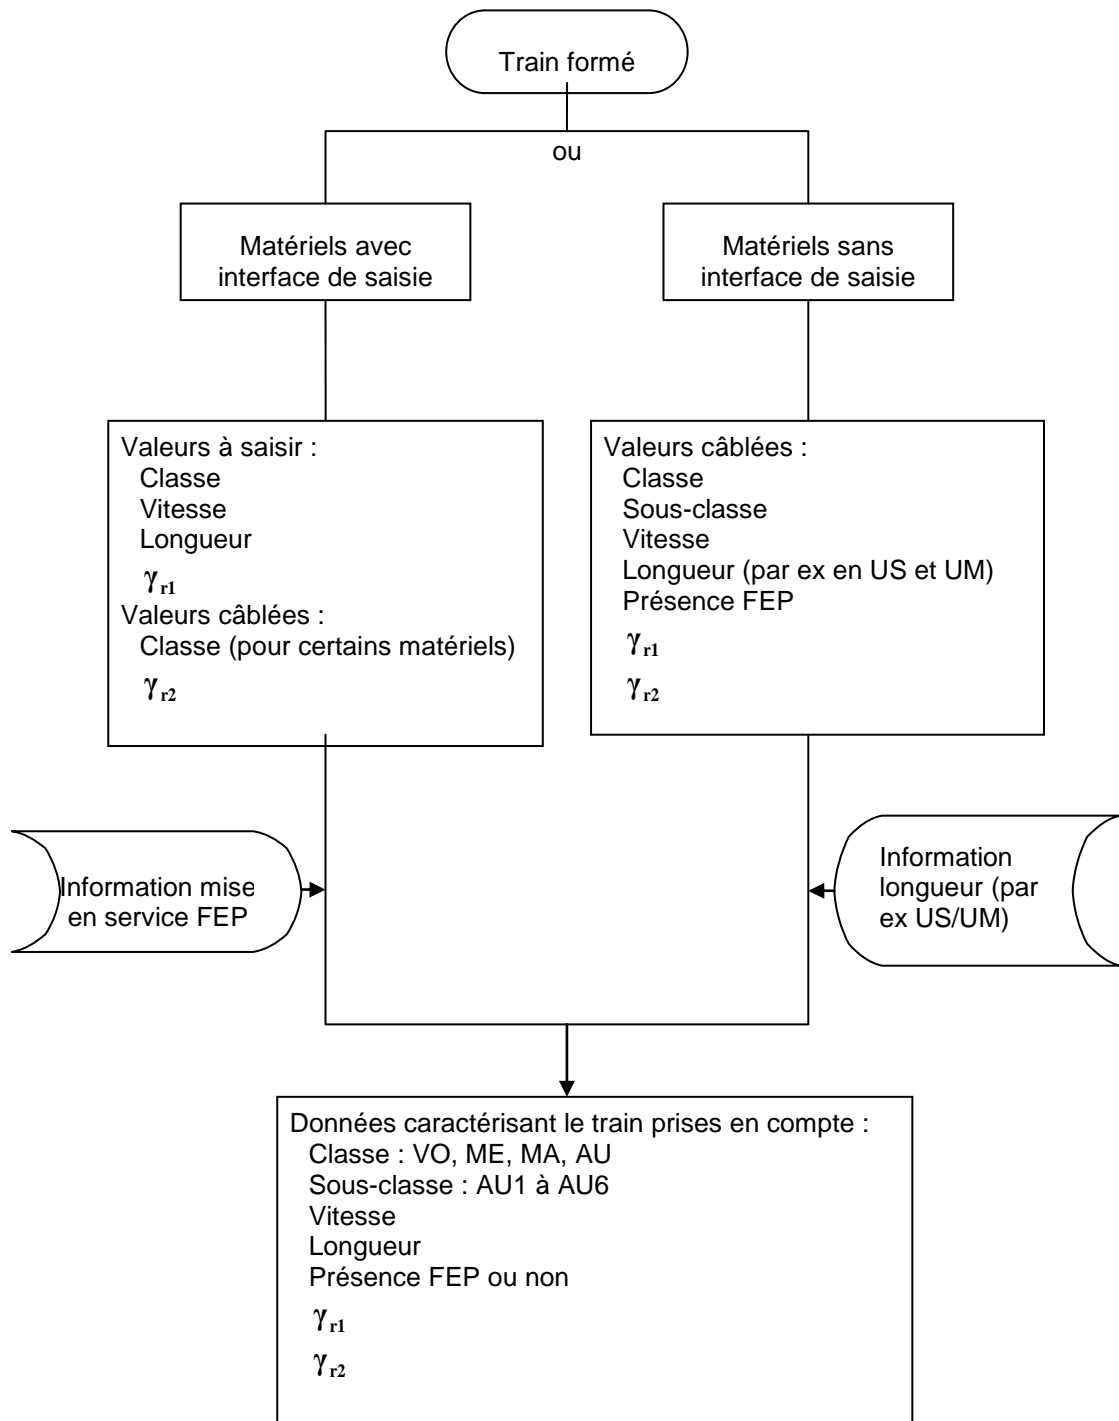 Train formé
ou
Matériels avec
interface de saisie
Matériels sans
interface de saisie
Valeurs à saisir :
Classe
Vitesse
Longueur
γr1
Valeurs câblées :
Classe (pour certains matériels)
γr2
Valeurs câblées :
Classe
Sous-classe
Vitesse
Longueur (par ex en US et UM)
Présence FEP
γr1
γr2
Information mise
en service FEP
Information
longueur (par
ex US/UM)
Données caractérisant le train prises en compte :
Classe : VO, ME, MA, AU
Sous-classe : AU1 à AU6
Vitesse
Longueur
Présence FEP ou non
γr1
γr2